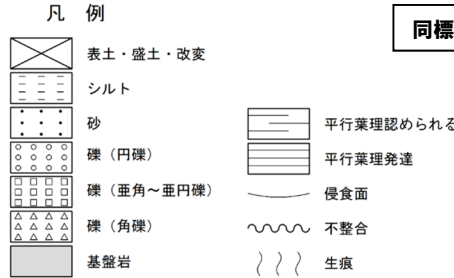 凡 例
同標
表土・盛土・改変
シルト
砂
礫（円礫）
礫（亜角～亜円礫）
礫（角礫）
基盤岩
平行葉理認められる
平行葉理発達
侵食面
不整合
生痕